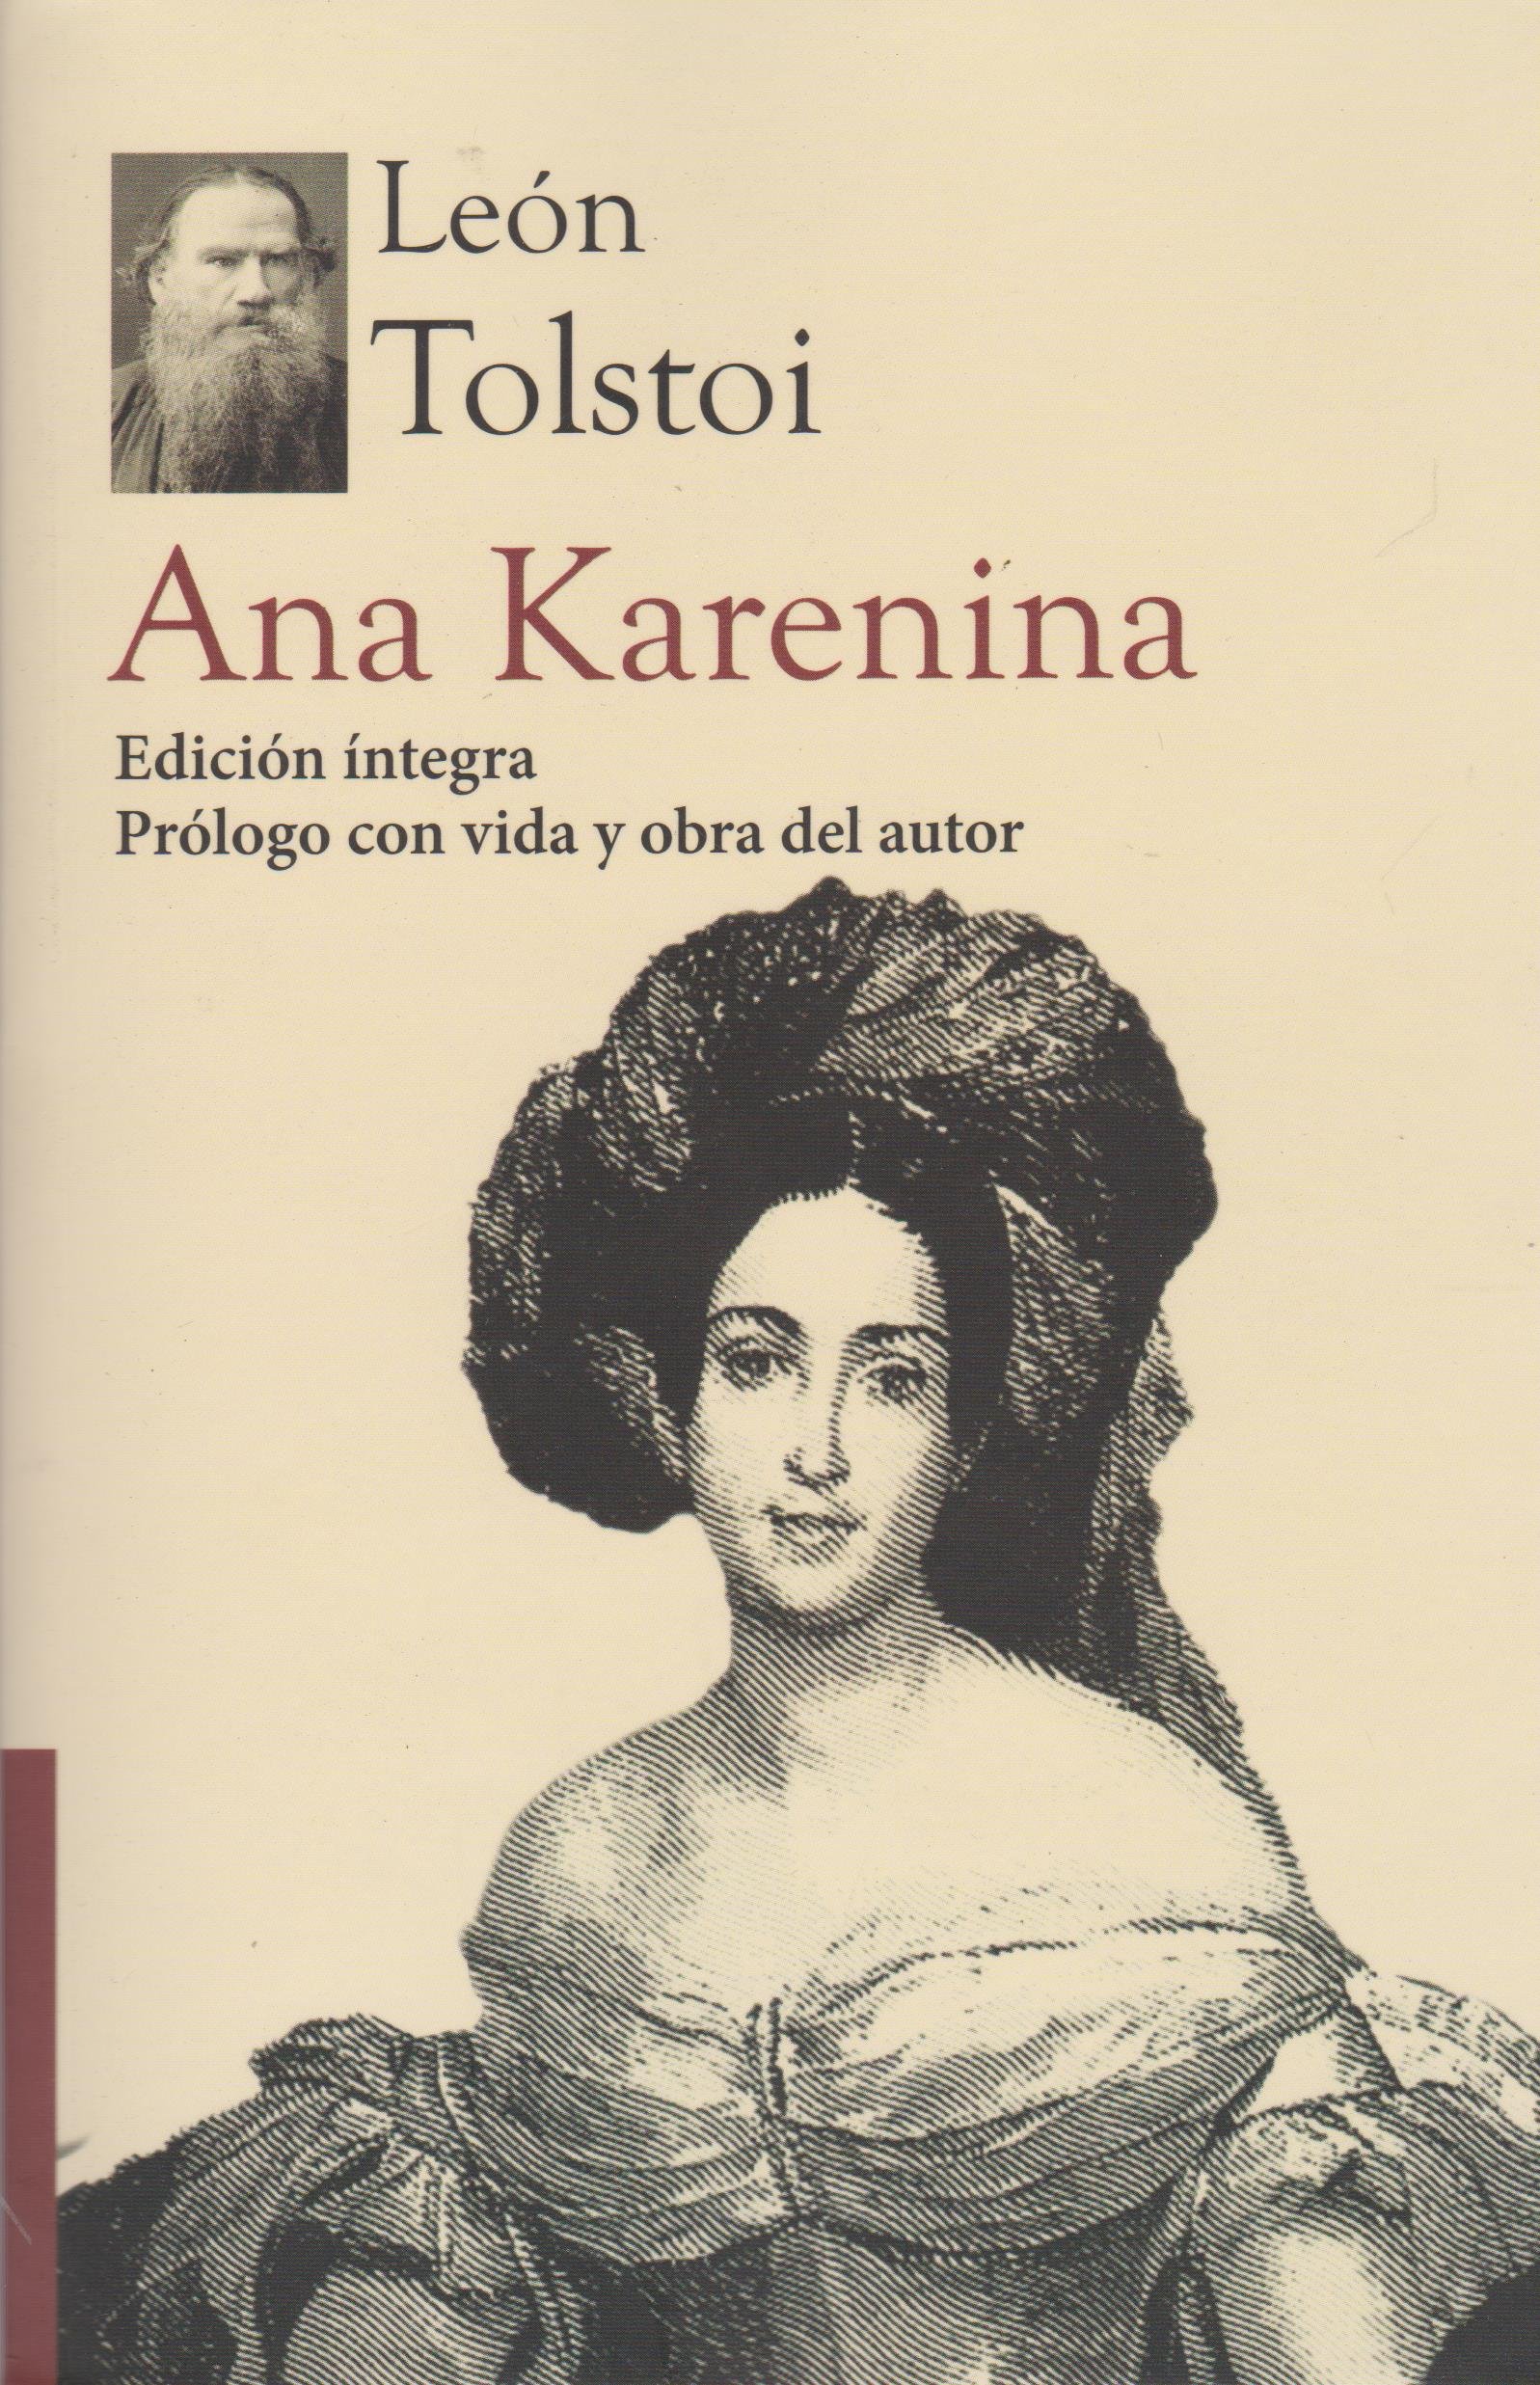 León
Tolstoi
Ana Karenina
Edición íntegra
Prólogo con vida y obra del autor